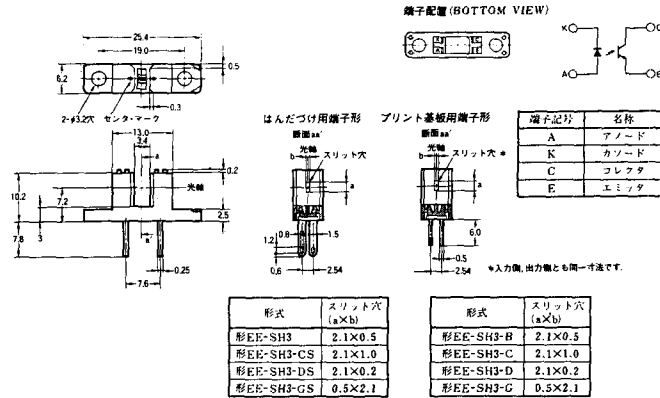 端子配置(BOTTOM VIEW)
25.4
19.0
0.5
6.2
0.3
2-φ3.2穴
センタ・マーク
K
C
A
E
13.0
3.4
a
0.2
光軸
10.2
7.2
3
2.5
7.8
a'
0.25
7.6
はんだづけ用端子形
断面aa'
光軸
b
スリット穴
a
0.8
1.5
1.2
0.6
2.54
プリント基板用端子形
断面aa'
光軸
b
スリット穴 *
a
6.0
0.5
2.54
*入力側,出力側とも同一寸法です.
端子記号 名称
A アノード
K カソード
C コレクタ
E エミッタ
形式 スリット穴
(a×b)
形EE-SH3 2.1×0.5
形EE-SH3-CS 2.1×1.0
形EE-SH3-DS 2.1×0.2
形EE-SH3-GS 0.5×2.1
形式 スリット穴
(a×b)
形EE-SH3-B 2.1×0.5
形EE-SH3-C 2.1×1.0
形EE-SH3-D 2.1×0.2
形EE-SH3-G 0.5×2.1